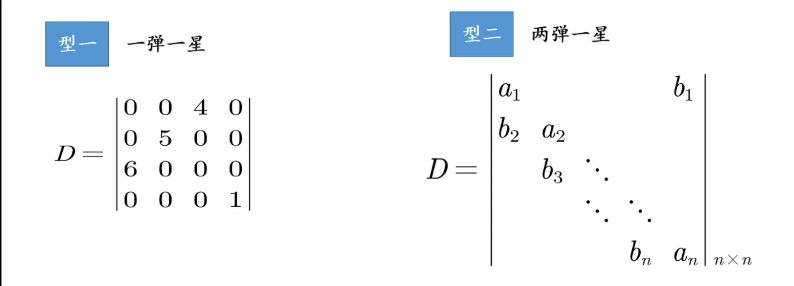 型一 一弹一星
D = | 0 0 4 0 |
| 0 5 0 0 |
| 6 0 0 0 |
| 0 0 0 1 |
型二 两弹一星
D = | a₁ b₁ |
| b₂ a₂ |
| b₃ ⋱ |
| ⋱ ⋱ |
| bₙ aₙ | n×n